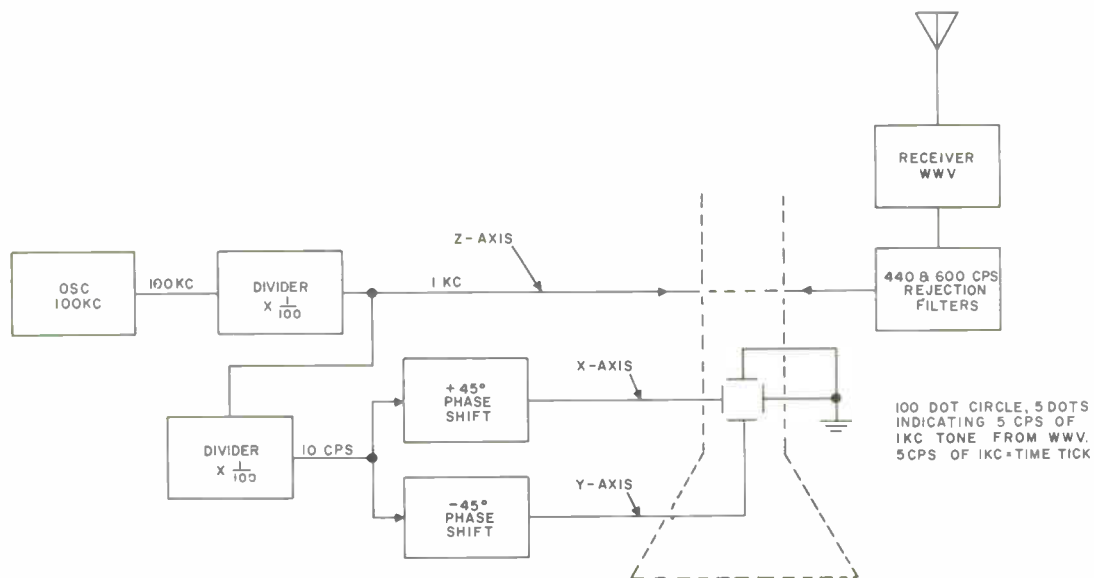 RECEIVER
WWV
Z-AXIS
OSC
100KC
100KC
DIVIDER
X 1/100
1 KC
440 & 600 CPS
REJECTION
FILTERS
+45°
PHASE
SHIFT
X-AXIS
DIVIDER
X 1/100
10 CPS
100 DOT CIRCLE, 5 DOTS
INDICATING 5 CPS OF
1KC TONE FROM WWV.
5CPS OF 1KC=TIME TICK
-45°
PHASE
SHIFT
Y-AXIS